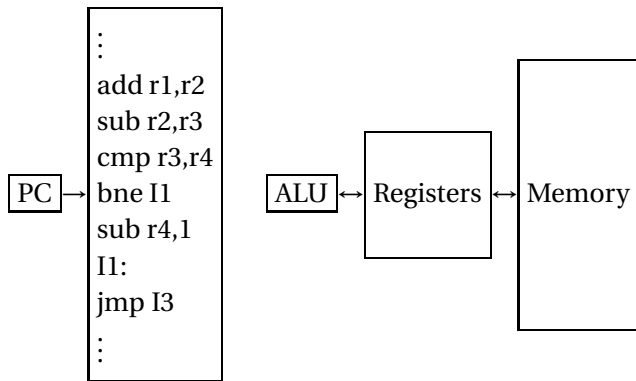 ⋮
add r1,r2
sub r2,r3
cmp r3,r4
PC → bne I1
sub r4,1
I1:
jmp I3
⋮
ALU ↔ Registers ↔ Memory